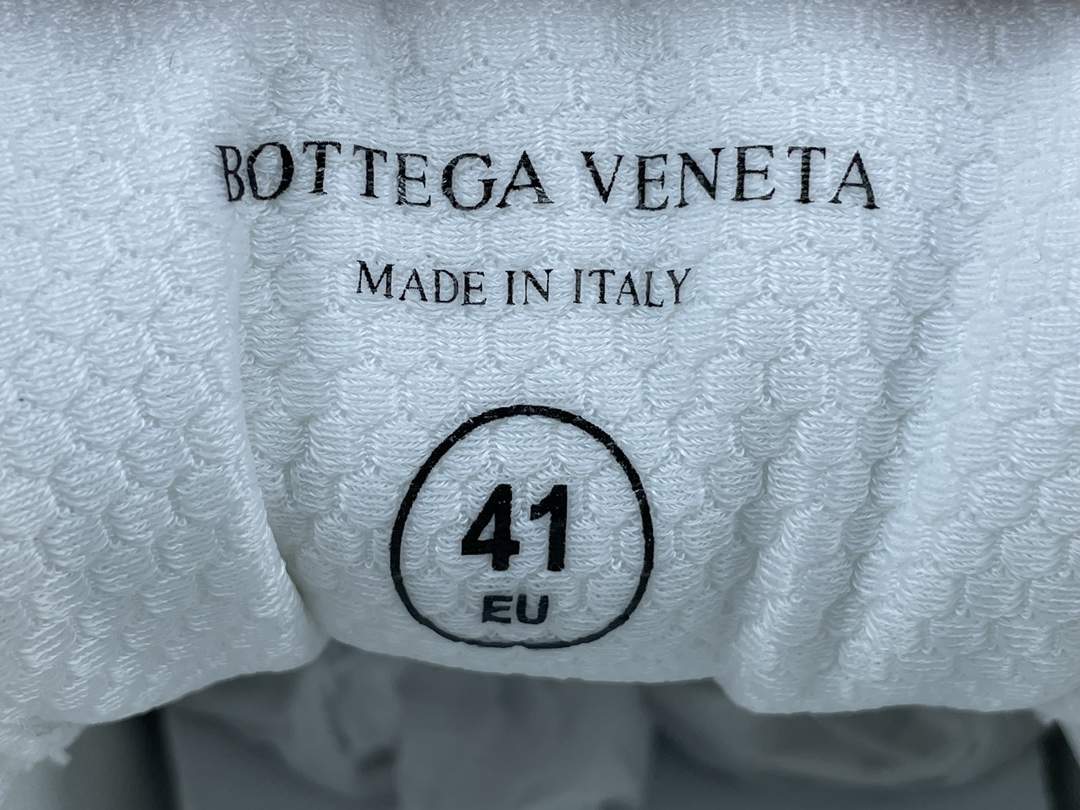 BOTTEGA VENETA
MADE IN ITALY
41
EU